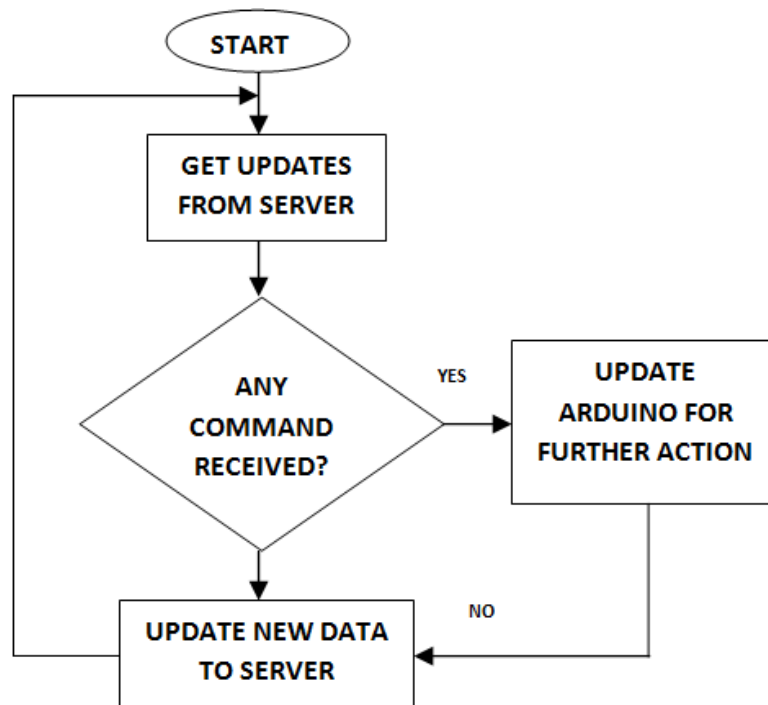 START
GET UPDATES
FROM SERVER
ANY
COMMAND
RECEIVED?
YES
UPDATE
ARDUINO FOR
FURTHER ACTION
NO
UPDATE NEW DATA
TO SERVER